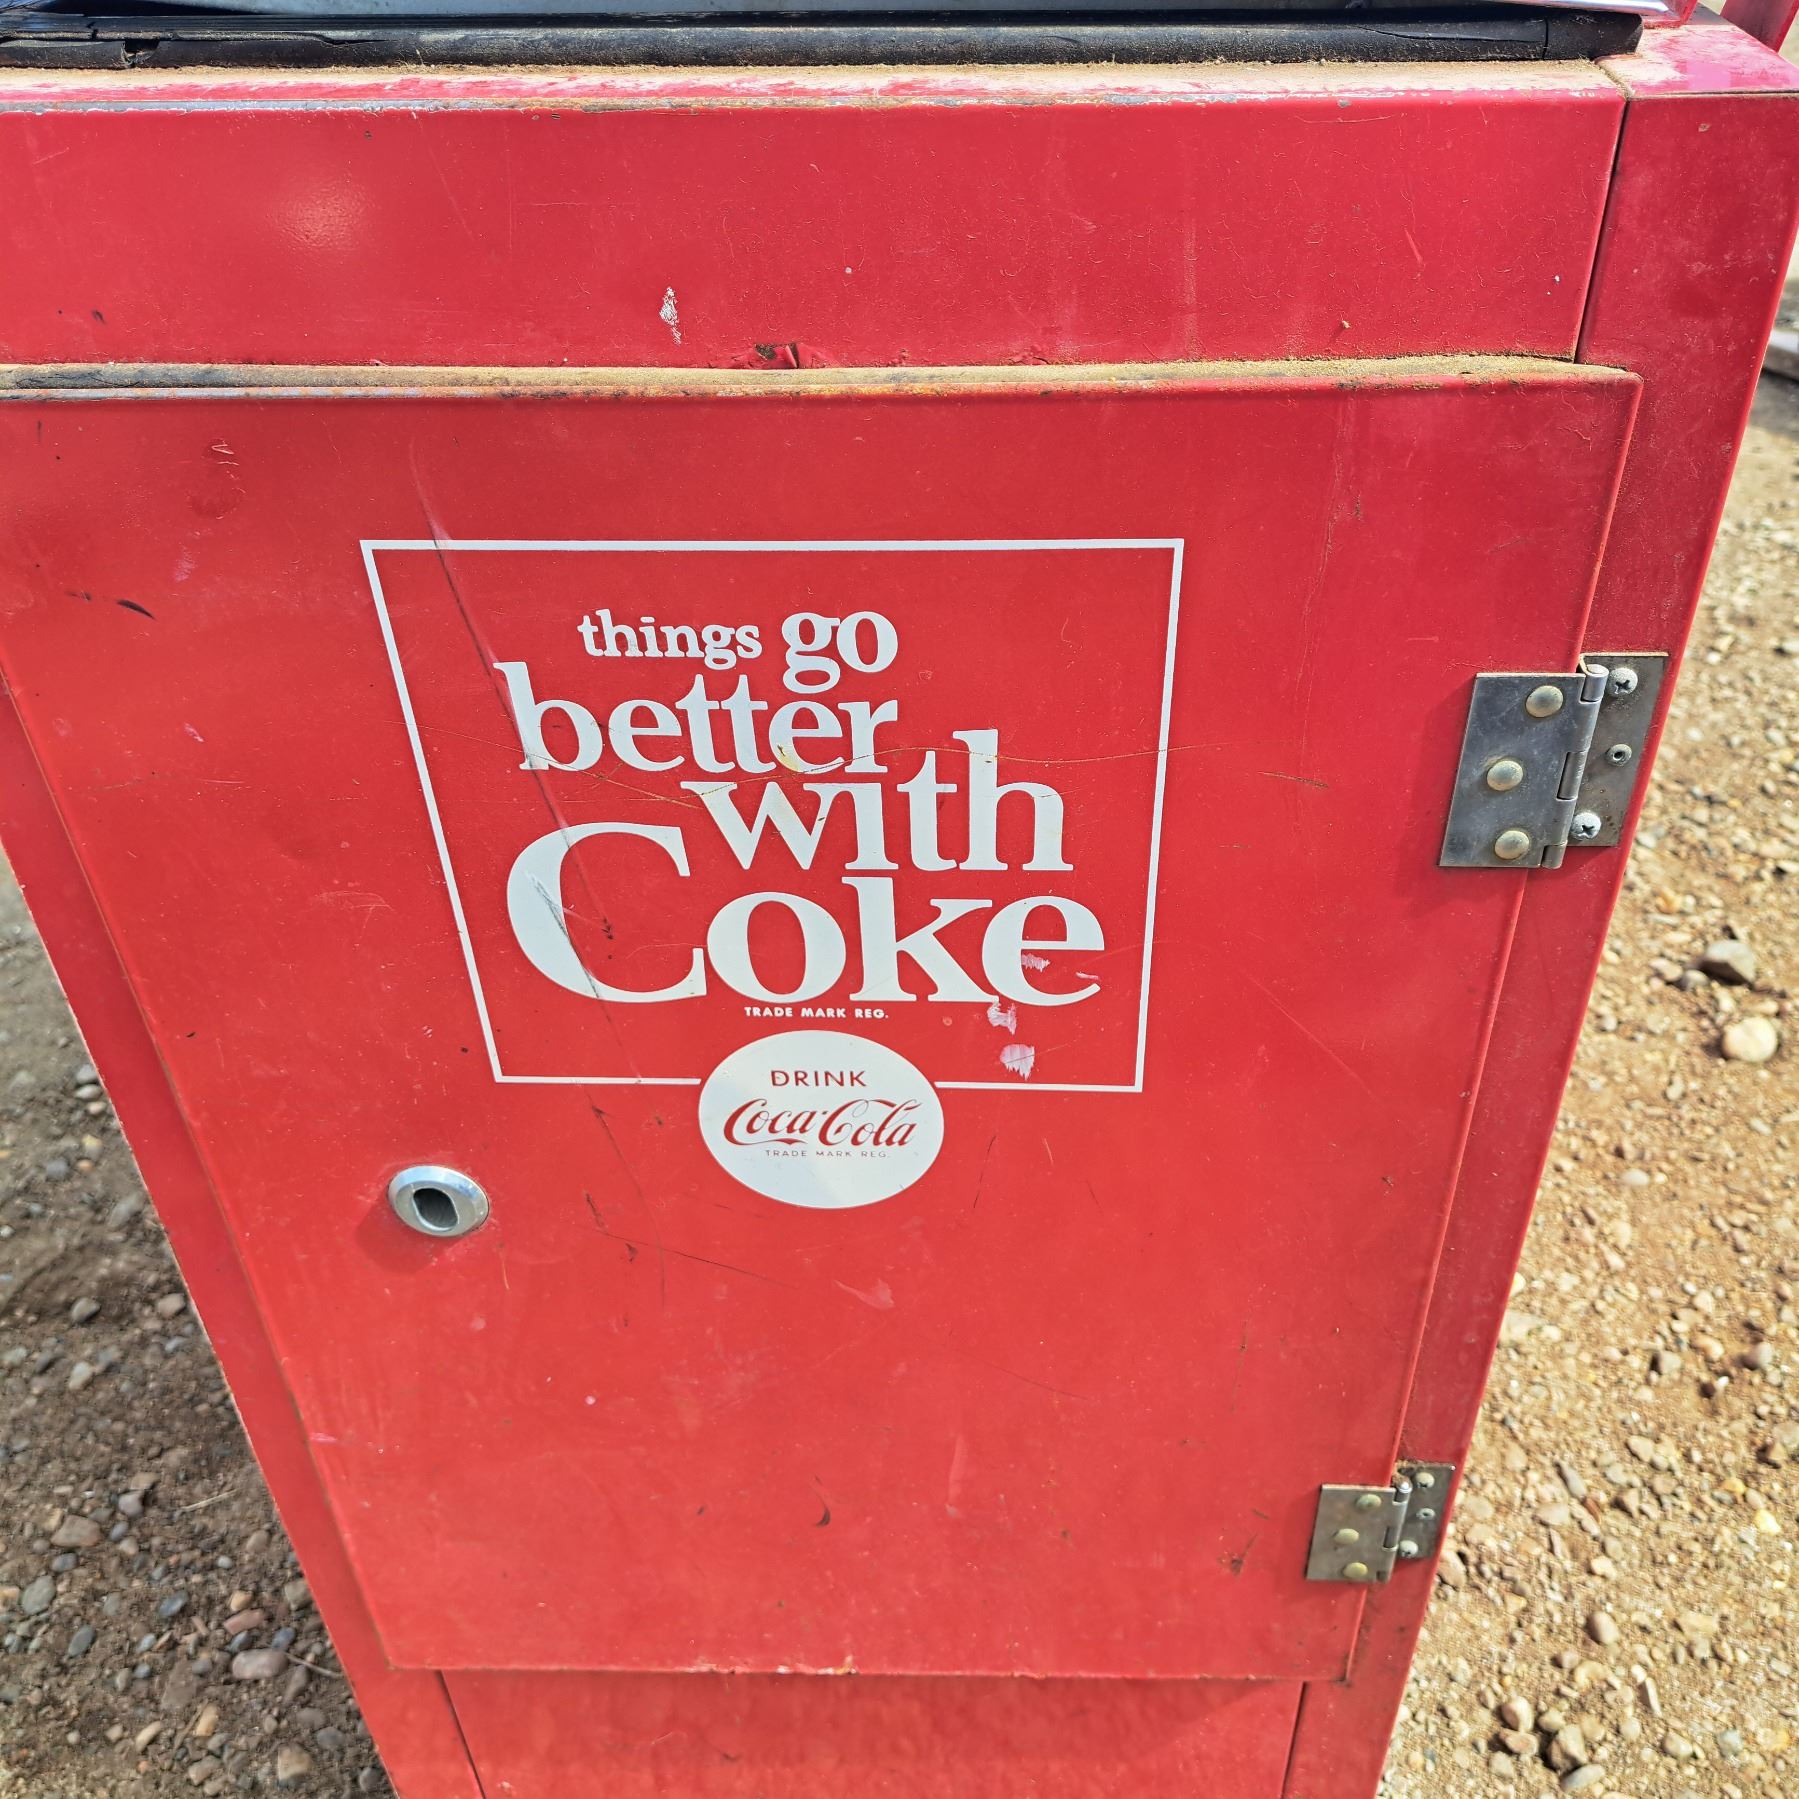 things go
better
with
Coke
TRADE MARK REG.
DRINK
Coca-Cola
TRADE MARK REG.